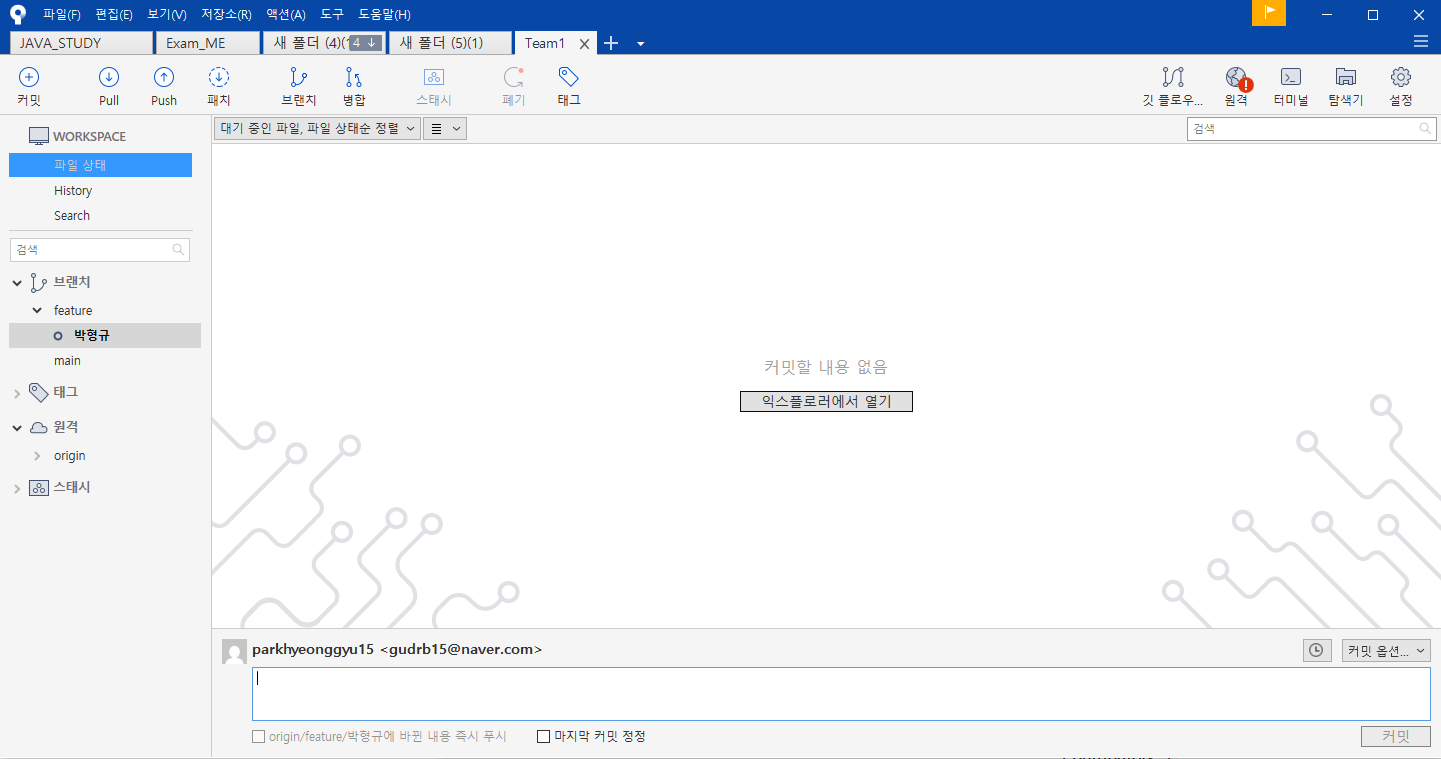 파일(F) 편집(E) 보기(V) 저장소(R) 액션(A) 도구 도움말(H)
JAVA_STUDY Exam_ME 새 폴더 (4)(1 4 새 폴더 (5)(1) Team1
커밋 Pull Push 패치 브랜치 병합 스태시 폐기 태그 깃 플로우... 원격 터미널 탐색기 설정
WORKSPACE
파일 상태
History
Search
검색
브랜치
feature
박형규
main
태그
원격
origin
스태시
대기 중인 파일, 파일 상태순 정렬
검색
커밋할 내용 없음
익스플로러에서 열기
parkhyeonggyu15 <gudrb15@naver.com>
커밋 옵션...
origin/feature/박형규에 바뀐 내용 즉시 푸시 마지막 커밋 정정
커밋